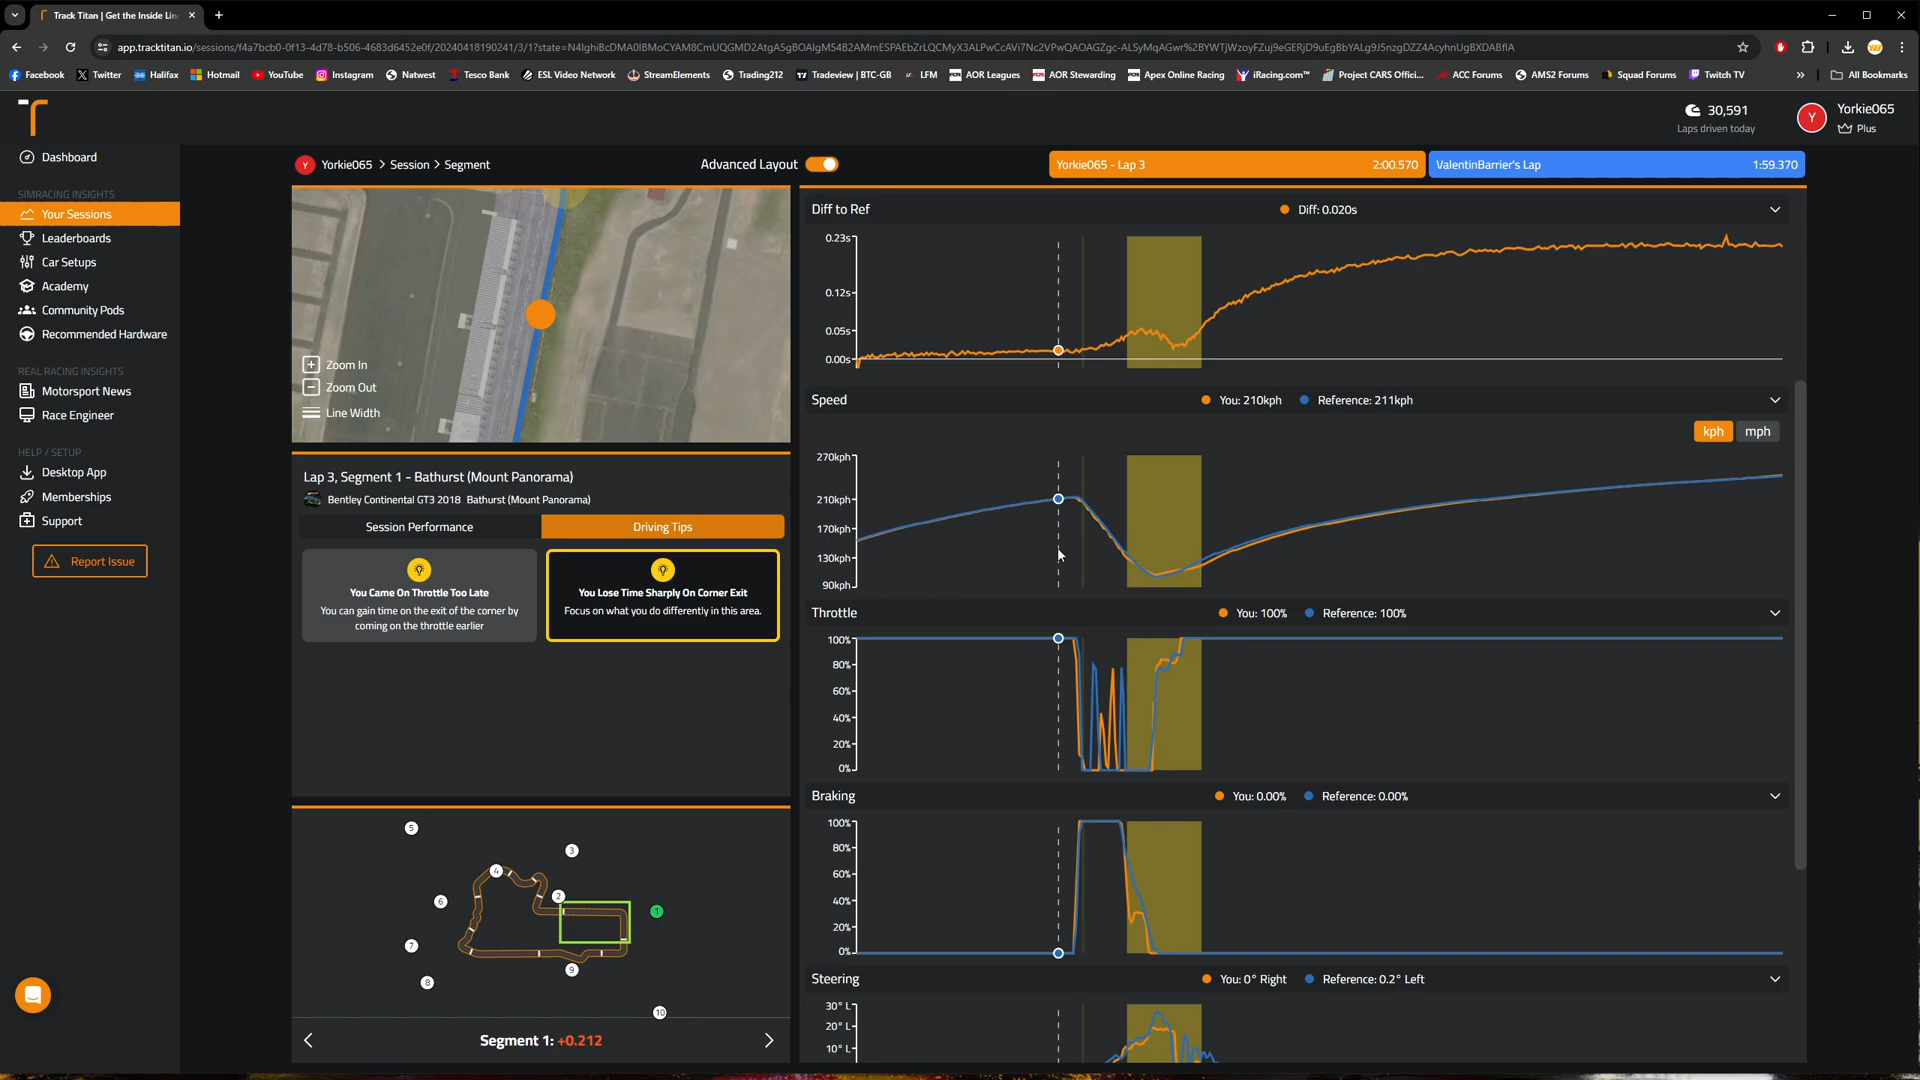 Track Titan | Get the Inside Lin
app.tracktitan.io/sessions/f4a7bcb0-0f13-4d78-b506-4683d6452e0f/20240418190241/3/1?state=
Facebook
Twitter
Halifax
Hotmail
YouTube
Instagram
Natwest
Tesco Bank
ESL Video Network
StreamElements
Trading212
Tradeview | BTC-GB
LFM
AOR Leagues
AOR Stewarding
Apex Online Racing
iRacing.com™
Project CARS Offici...
ACC Forums
AMS2 Forums
Squad Forums
Twitch TV
All Bookmarks
30,591
Laps driven today
Y
Yorkie065
Plus
Dashboard
SIMRACING INSIGHTS
Your Sessions
Leaderboards
Car Setups
Academy
Community Pods
Recommended Hardware
REAL RACING INSIGHTS
Motorsport News
Race Engineer
HELP / SETUP
Desktop App
Memberships
Support
Report Issue
Y Yorkie065 > Session > Segment
Advanced Layout
Yorkie065 - Lap 3 2:00.570
ValentinBarrier's Lap 1:59.370
Zoom In
Zoom Out
Line Width
Lap 3, Segment 1 - Bathurst (Mount Panorama)
Bentley Continental GT3 2018 Bathurst (Mount Panorama)
Session Performance
Driving Tips
You Came On Throttle Too Late
You can gain time on the exit of the corner by
coming on the throttle earlier
You Lose Time Sharply On Corner Exit
Focus on what you do differently in this area.
5
3
4
2
6
1
7
9
8
10
Segment 1: +0.212
Diff to Ref
Diff: 0.020s
0.23s
0.12s
0.05s
0.00s
Speed
You: 210kph
Reference: 211kph
kph
mph
270kph
210kph
170kph
130kph
90kph
Throttle
You: 100%
Reference: 100%
100%
80%
60%
40%
20%
0%
Braking
You: 0.00%
Reference: 0.00%
100%
80%
60%
40%
20%
0%
Steering
You: 0° Right
Reference: 0.2° Left
30° L
20° L
10° L